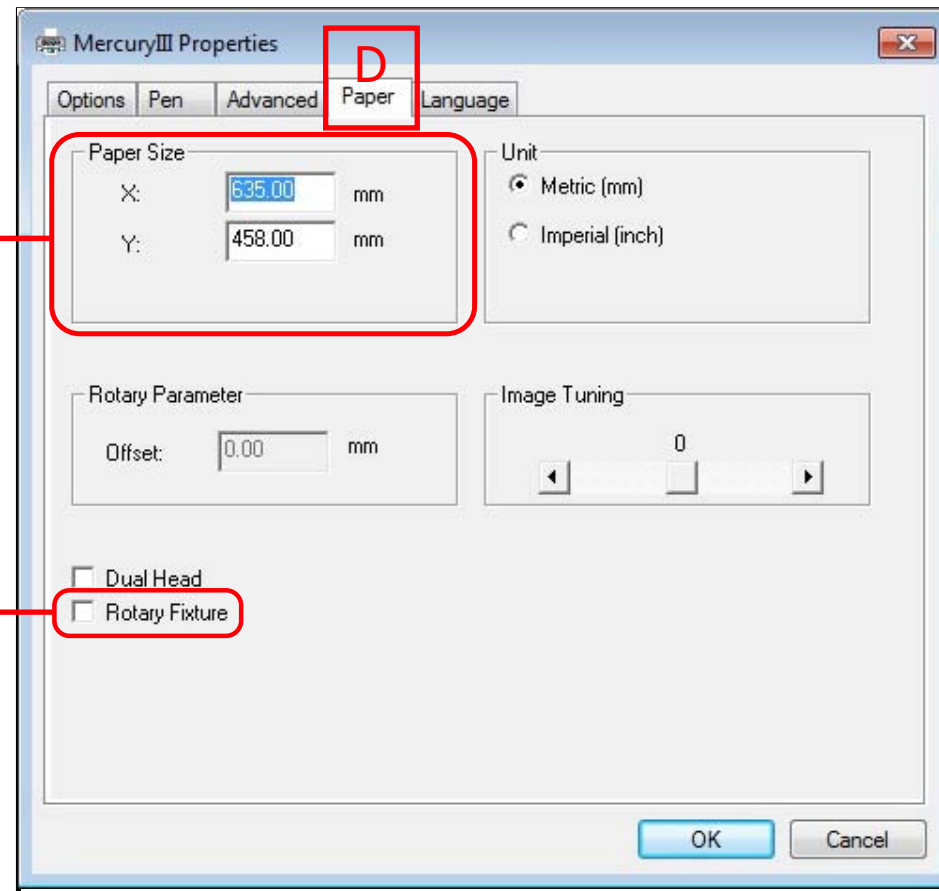 MercuryIII Properties
D
Options Pen Advanced Paper Language
Paper Size
X: 635.00 mm
Y: 458.00 mm
Unit
Metric (mm)
Imperial (inch)
Rotary Parameter
Offset: 0.00 mm
Image Tuning
0
Dual Head
Rotary Fixture
OK Cancel